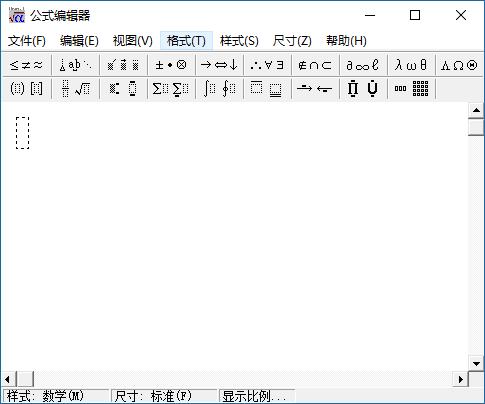 公式编辑器
文件(F) 编辑(E) 视图(V) 格式(T) 样式(S) 尺寸(Z) 帮助(H)
≤ ≠ ≈ ab ± • ⊗ → ⇔ ↓ ∴ ∀ ∃ ∉ ∩ ⊂ ∂ ∞ ℓ λ ω θ Λ Ω Θ
样式: 数学(M) 尺寸: 标准(F) 显示比例...